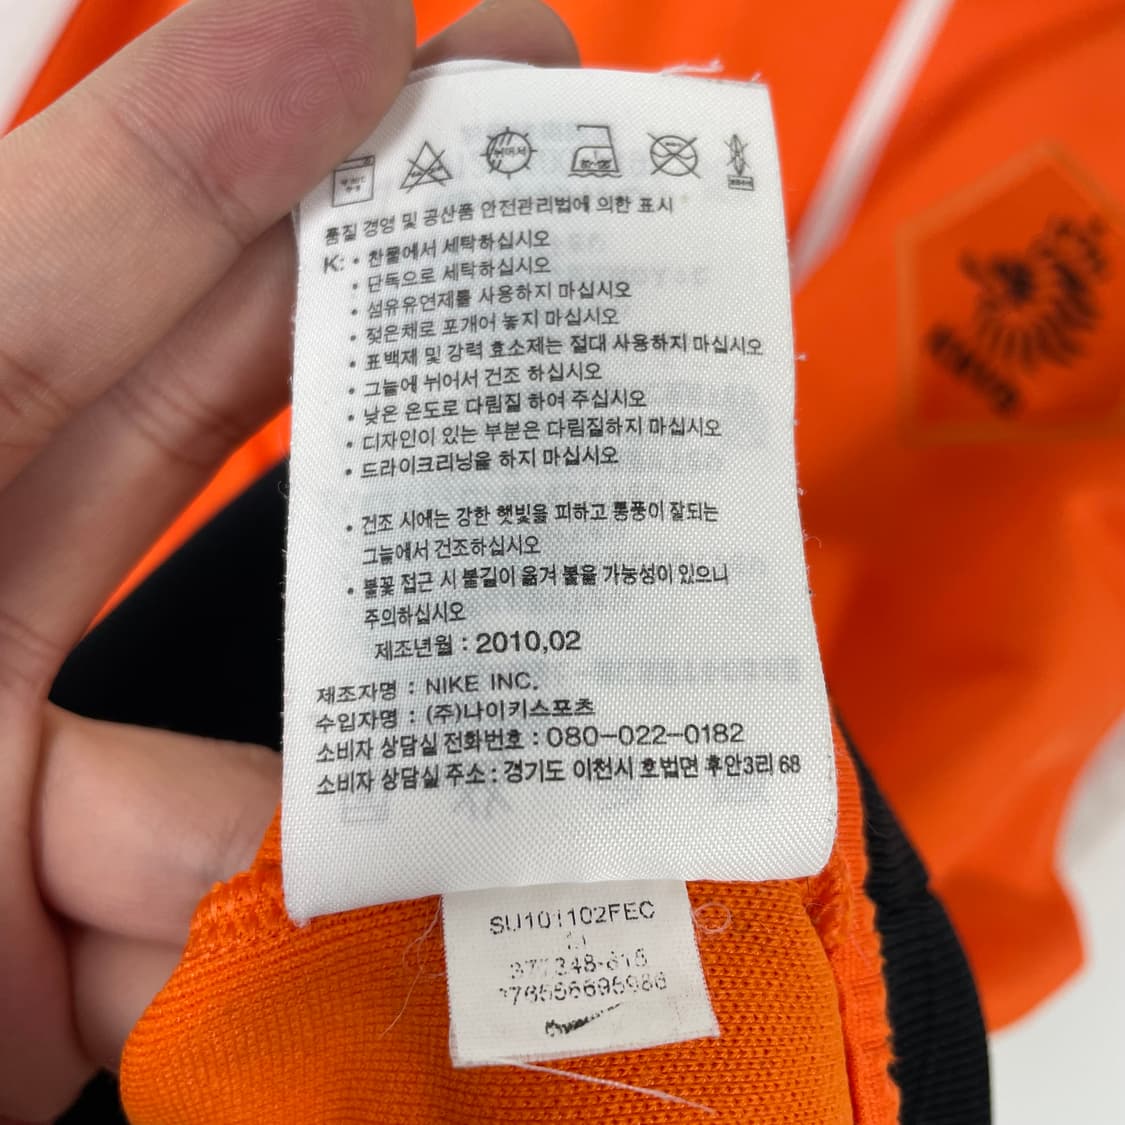 뉘어서
80~120
품질 경영 및 공산품 안전관리법에 의한 표시
K: • 찬물에서 세탁하십시오
• 단독으로 세탁하십시오
• 섬유유연제를 사용하지 마십시오
• 젖은채로 포개어 놓지 마십시오
• 표백제 및 강력 효소제는 절대 사용하지 마십시오
• 그늘에 뉘어서 건조 하십시오
• 낮은 온도로 다림질 하여 주십시오
• 디자인이 있는 부분은 다림질하지 마십시오
• 드라이크리닝을 하지 마십시오
• 건조 시에는 강한 햇빛을 피하고 통풍이 잘되는
그늘에서 건조하십시오
• 불꽃 접근 시 불길이 옮겨 붙을 가능성이 있으니
주의하십시오
제조년월 : 2010,02
제조자명 : NIKE INC.
수입자명 : (주)나이키스포츠
소비자 상담실 전화번호 : 080-022-0182
소비자 상담실 주소 : 경기도 이천시 호법면 후안3리 68
SU101102FEC